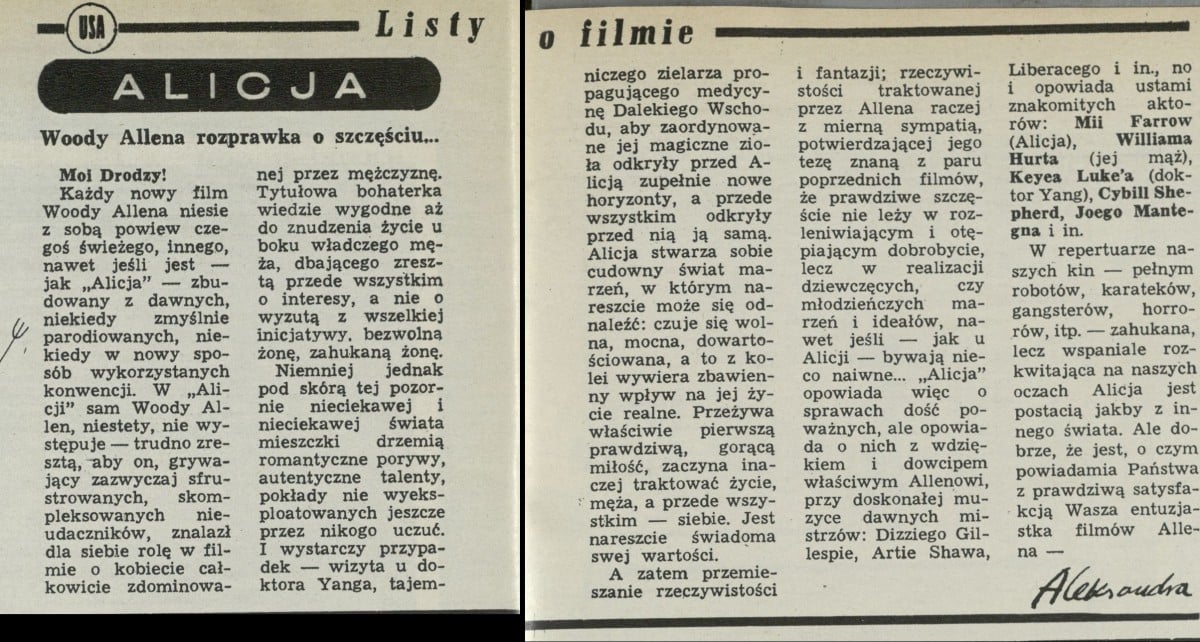 USA Listy
ALICJA
Woody Allena rozprawka o szczęściu...
Moi Drodzy!
Każdy nowy film
Woody Allena niesie
z sobą powiew cze-
goś świeżego, innego,
nawet jeśli jest —
jak „Alicja” — zbu-
dowany z dawnych,
niekiedy zmyślnie
parodiowanych, nie-
kiedy w nowy spo-
sób wykorzystanych
konwencji. W „Ali-
cji” sam Woody Al-
len, niestety, nie wy-
stępuje — trudno zre-
sztą, aby on, grywa-
jący zazwyczaj sfru-
strowanych, skom-
pleksowanych nie-
udaczników, znalazł
dla siebie rolę w fil-
mie o kobiecie cał-
kowicie zdominowa-
nej przez mężczyznę.
Tytułowa bohaterka
wiedzie wygodne aż
do znudzenia życie u
boku władczego mę-
ża, dbającego zresz-
tą przede wszystkim
o interesy, a nie o
wyzutą z wszelkiej
inicjatywy. bezwolną
żonę, zahukaną żonę.
Niemniej jednak
pod skórą tej pozor-
nie nieciekawej i
nieciekawej świata
mieszczki drzemią
romantyczne porywy,
autentyczne talenty,
pokłady nie wyeks-
ploatowanych jeszcze
przez nikogo uczuć.
I wystarczy przypa-
dek — wizyta u do-
ktora Yanga, tajem-
o filmie
niczego zielarza pro-
pagującego medycy-
nę Dalekiego Wscho-
du, aby zaordynowa-
ne jej magiczne zio-
ła odkryły przed A-
licją zupełnie nowe
horyzonty, a przede
wszystkim odkryły
przed nią ją samą.
Alicja stwarza sobie
cudowny świat ma-
rzeń, w którym na-
reszcie może się od-
naleźć: czuje się wol-
na, mocna, dowarto-
ściowana, a to z ko-
lei wywiera zbawien-
ny wpływ na jej ży-
cie realne. Przeżywa
właściwie pierwszą
prawdziwą, gorącą
miłość, zaczyna ina-
czej traktować życie,
męża, a przede wszy-
stkim — siebie. Jest
nareszcie świadoma
swej wartości.
A zatem przemie-
szanie rzeczywistości
i fantazji; rzeczywi-
stości traktowanej
przez Allena raczej
z mierną sympatią,
potwierdzającej jego
tezę znaną z paru
poprzednich filmów,
że prawdziwe szczę-
ście nie leży w roz-
leniwiającym i otę-
piającym dobrobycie,
lecz w realizacji
dziewczęcych, czy
młodzieńczych ma-
rzeń i ideałów, na-
wet jeśli — jak u
Alicji — bywają nie-
co naiwne... „Alicja”
opowiada więc o
sprawach dość po-
ważnych, ale opowia-
da o nich z wdzię-
kiem i dowcipem
właściwym Allenowi,
przy doskonałej mu-
zyce dawnych mi-
strzów: Dizziego Gil-
lespie, Artie Shawa,
Liberacego i in., no
i opowiada ustami
znakomitych akto-
rów: Mii Farrow
(Alicja), Williama
Hurta (jej mąż),
Keyea Luke'a (dok-
tor Yang), Cybill She-
pherd, Joego Mante-
gna i in.
W repertuarze na-
szych kin — pełnym
robotów, karateków,
gangsterów, horro-
rów, itp. — zahukana,
lecz wspaniale roz-
kwitająca na naszych
oczach Alicja jest
postacią jakby z in-
nego świata. Ale do-
brze, że jest, o czym
powiadamia Państwa
z prawdziwą satysfa-
kcją Wasza entuzja-
stka filmów Alle-
na —
Aleksandra